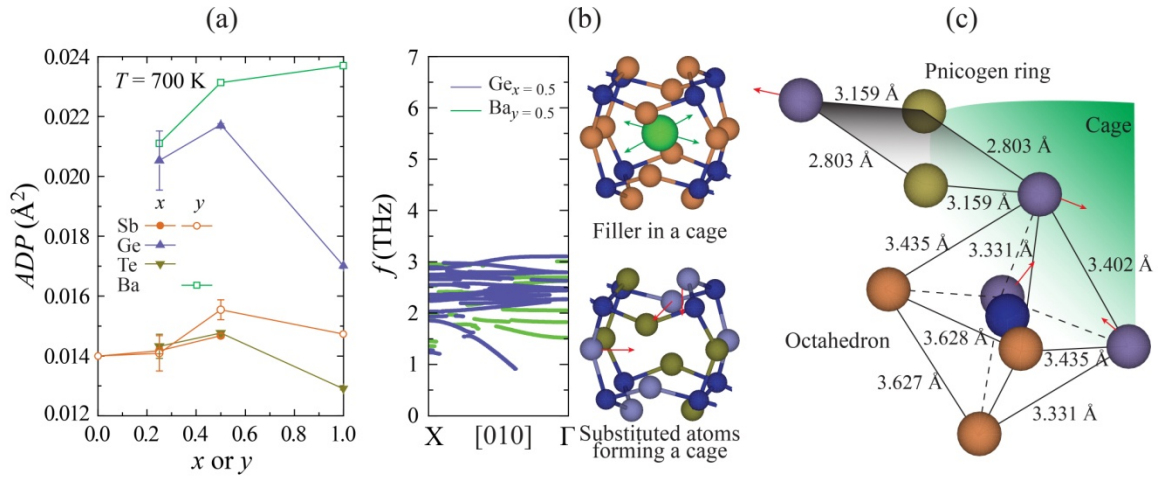 (a)
ADP (Å²)
0.024
0.022
0.020
0.018
0.016
0.014
0.012
T = 700 K
x y
Sb
Ge
Te
Ba
0.0 0.2 0.4 0.6 0.8 1.0
x or y
(b)
f (THz)
7
6
5
4
3
2
1
0
Ge x = 0.5
Ba y = 0.5
X [010] Γ
Filler in a cage
Substituted atoms
forming a cage
(c)
Pnicogen ring
Cage
3.159 Å
2.803 Å
2.803 Å
3.159 Å
3.435 Å
3.331 Å
3.402 Å
Octahedron
3.628 Å
3.435 Å
3.627 Å
3.331 Å